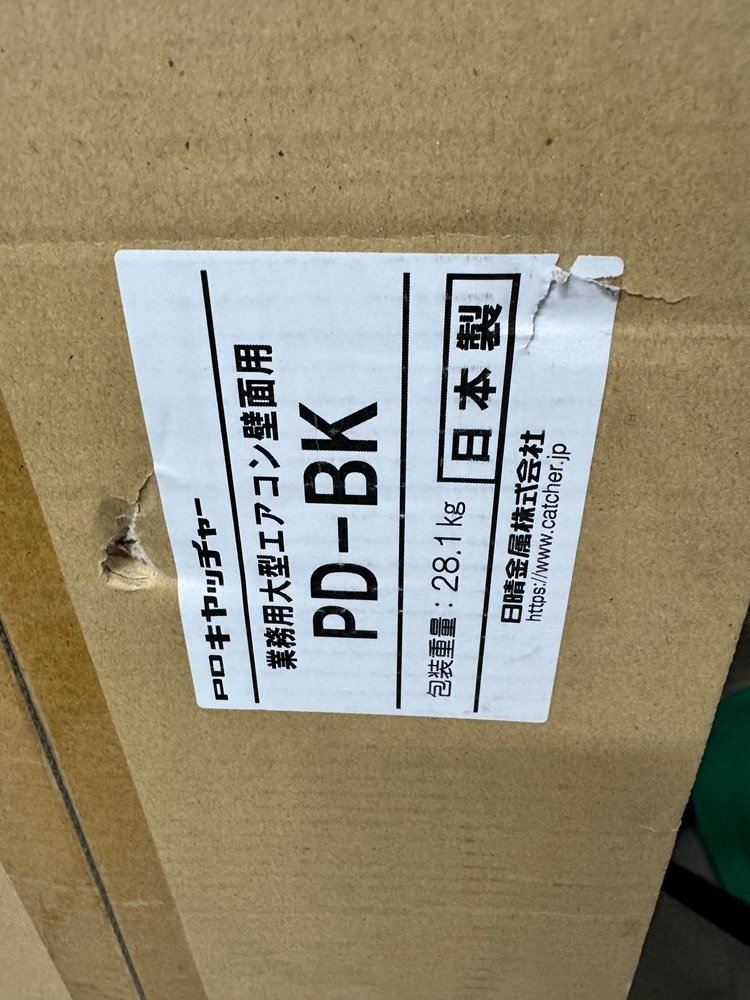 PDキャッチャー
業務用大型エアコン壁面用
PD-BK
包装重量：28.1kg
日本製
日晴金属株式会社
https://www.catcher.jp